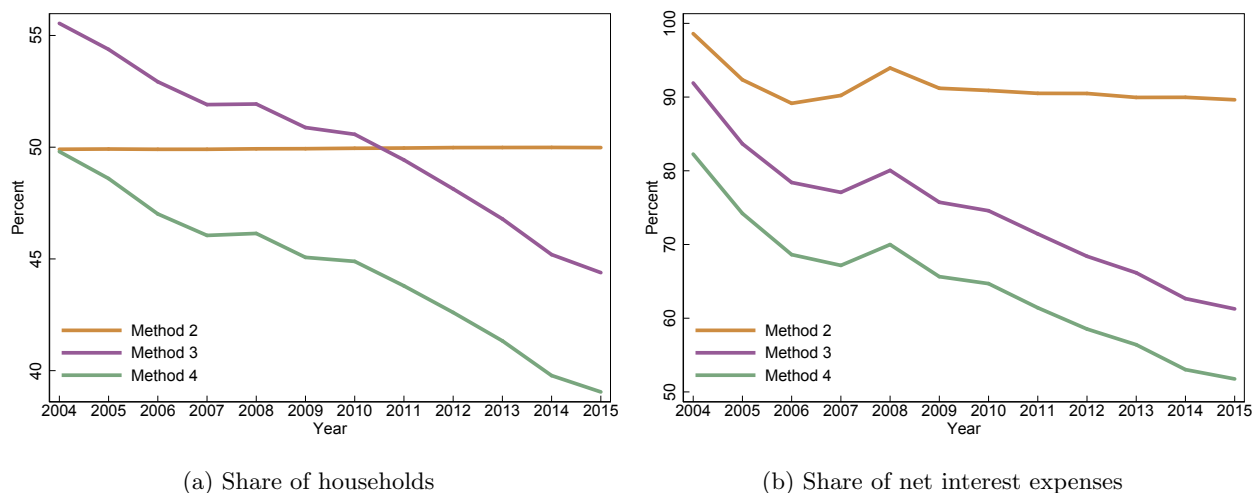 55
50
45
40
Percent
Method 2
Method 3
Method 4
2004 2005 2006 2007 2008 2009 2010 2011 2012 2013 2014 2015
Year
(a) Share of households
100
90
80
70
60
50
Percent
Method 2
Method 3
Method 4
2004 2005 2006 2007 2008 2009 2010 2011 2012 2013 2014 2015
Year
(b) Share of net interest expenses